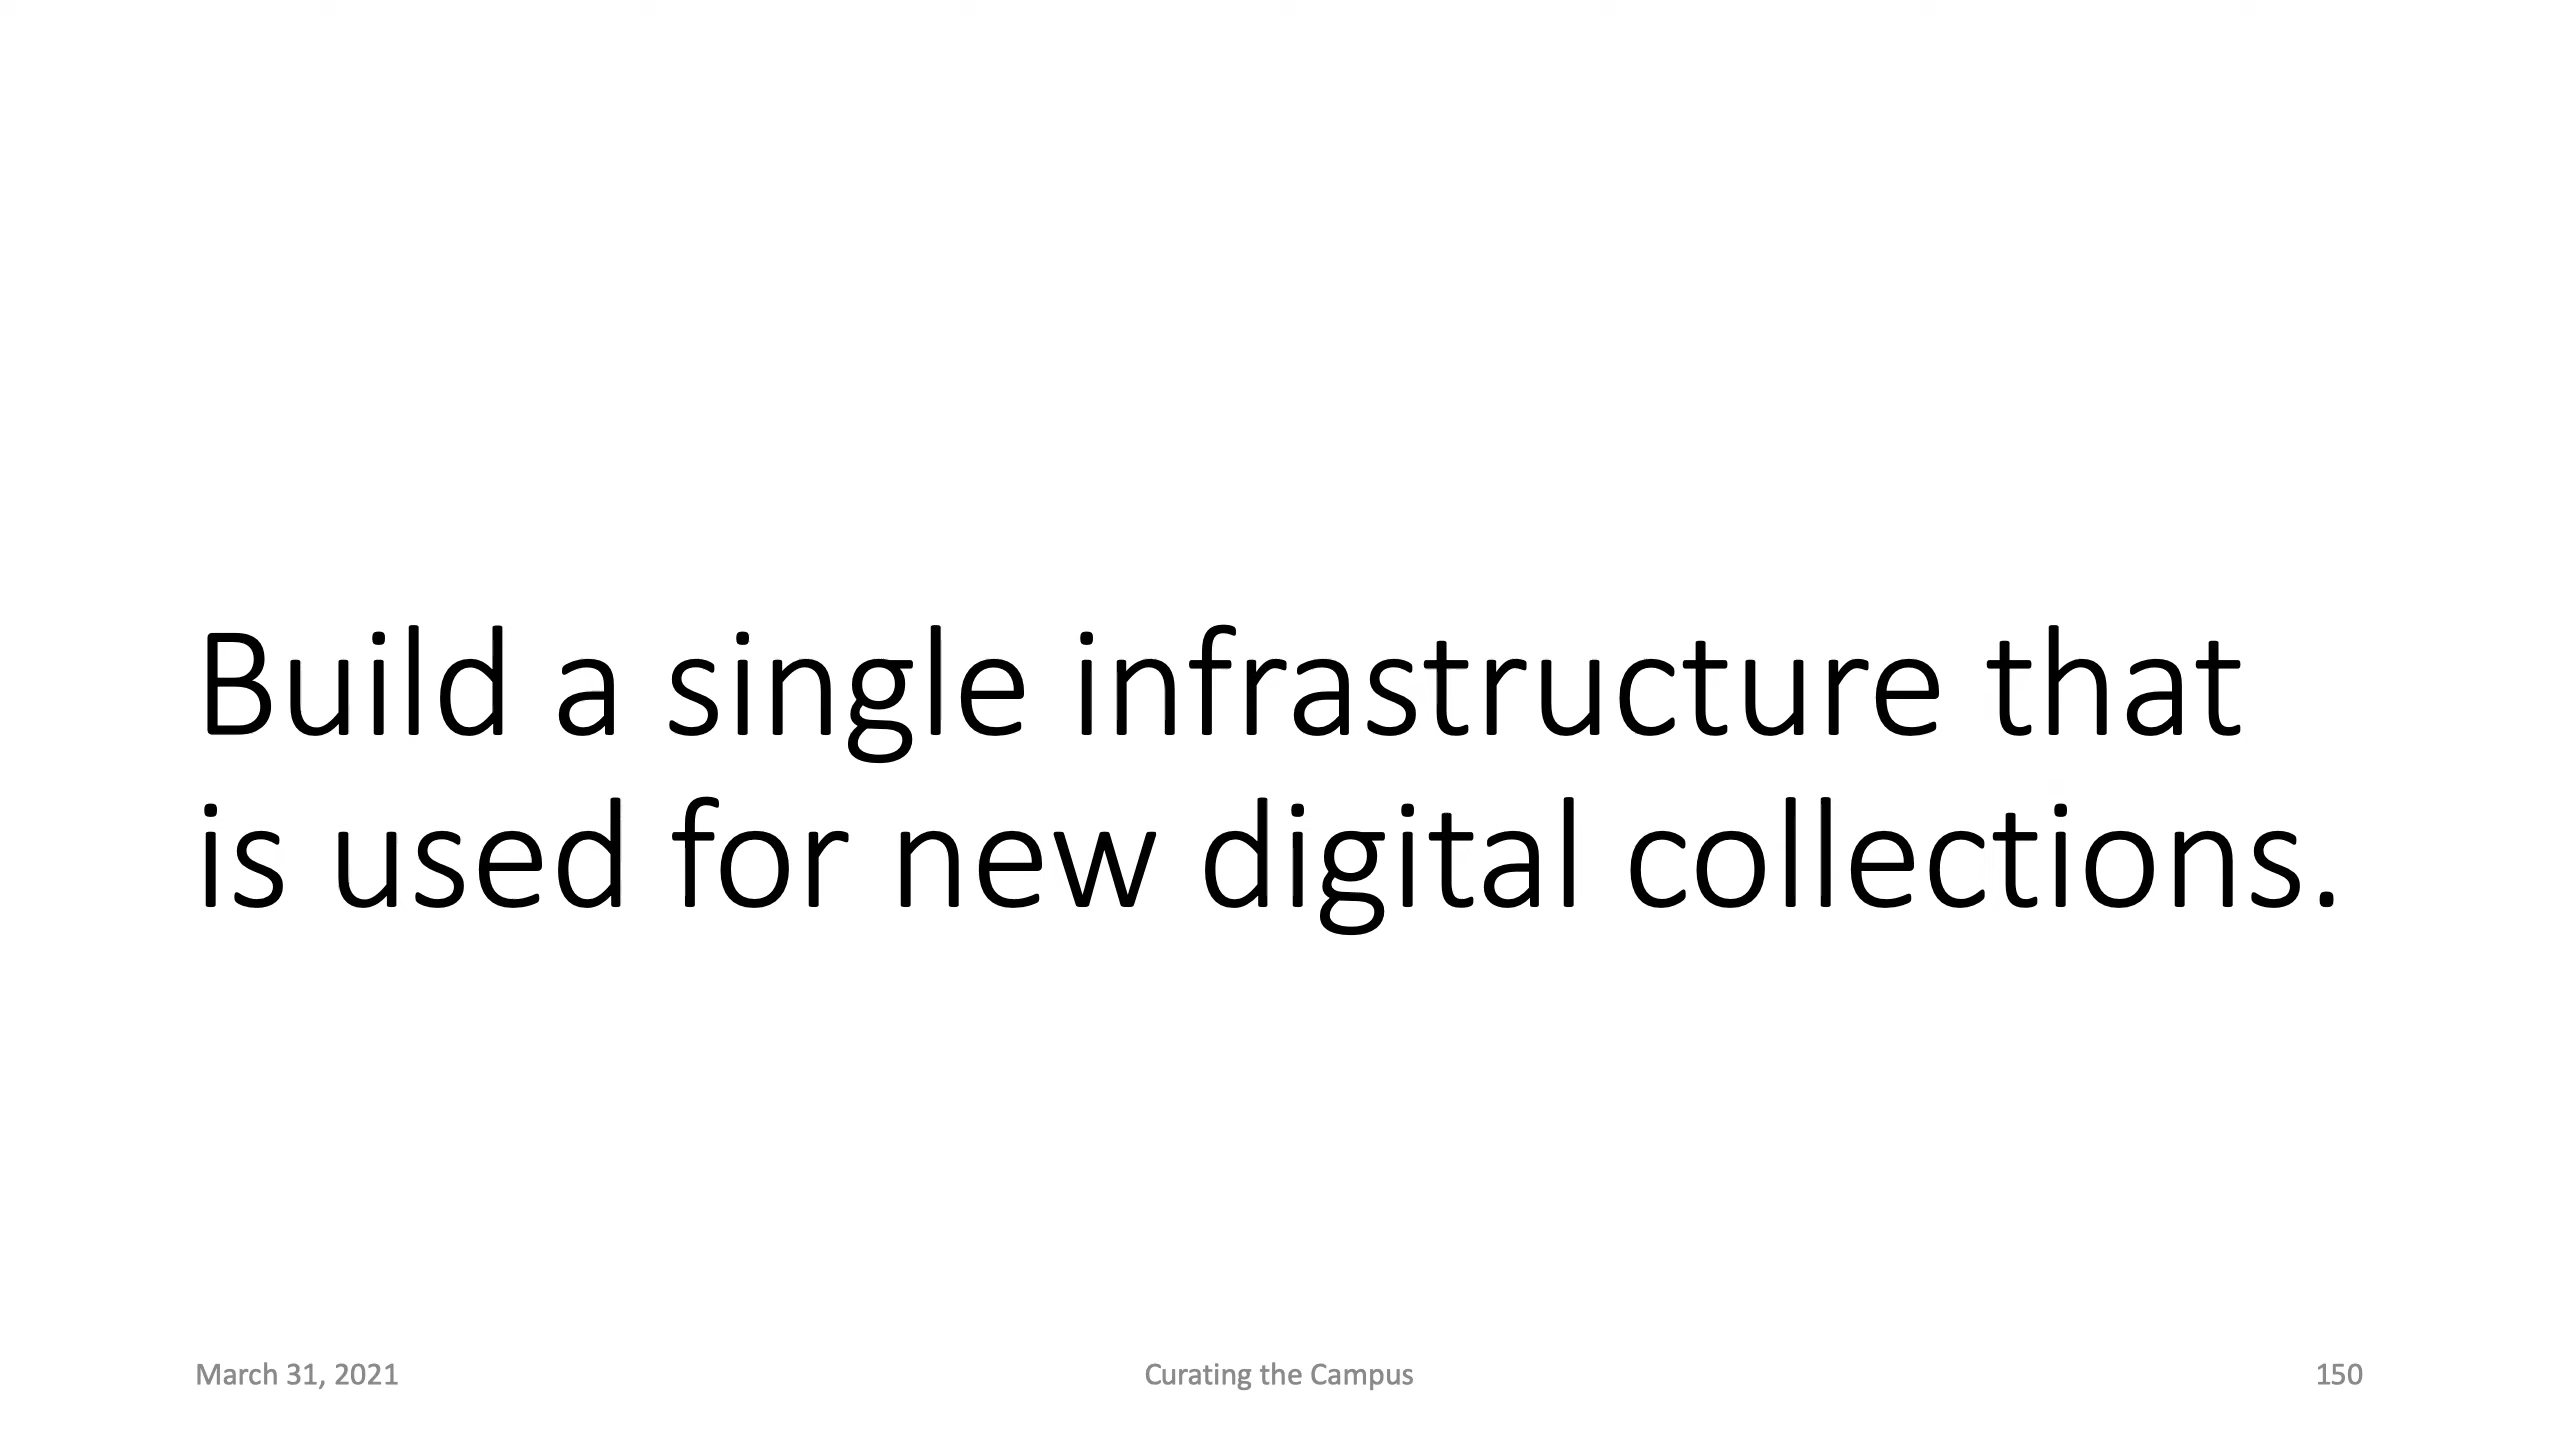 Build a single infrastructure that
is used for new digital collections.
March 31, 2021
Curating the Campus
150